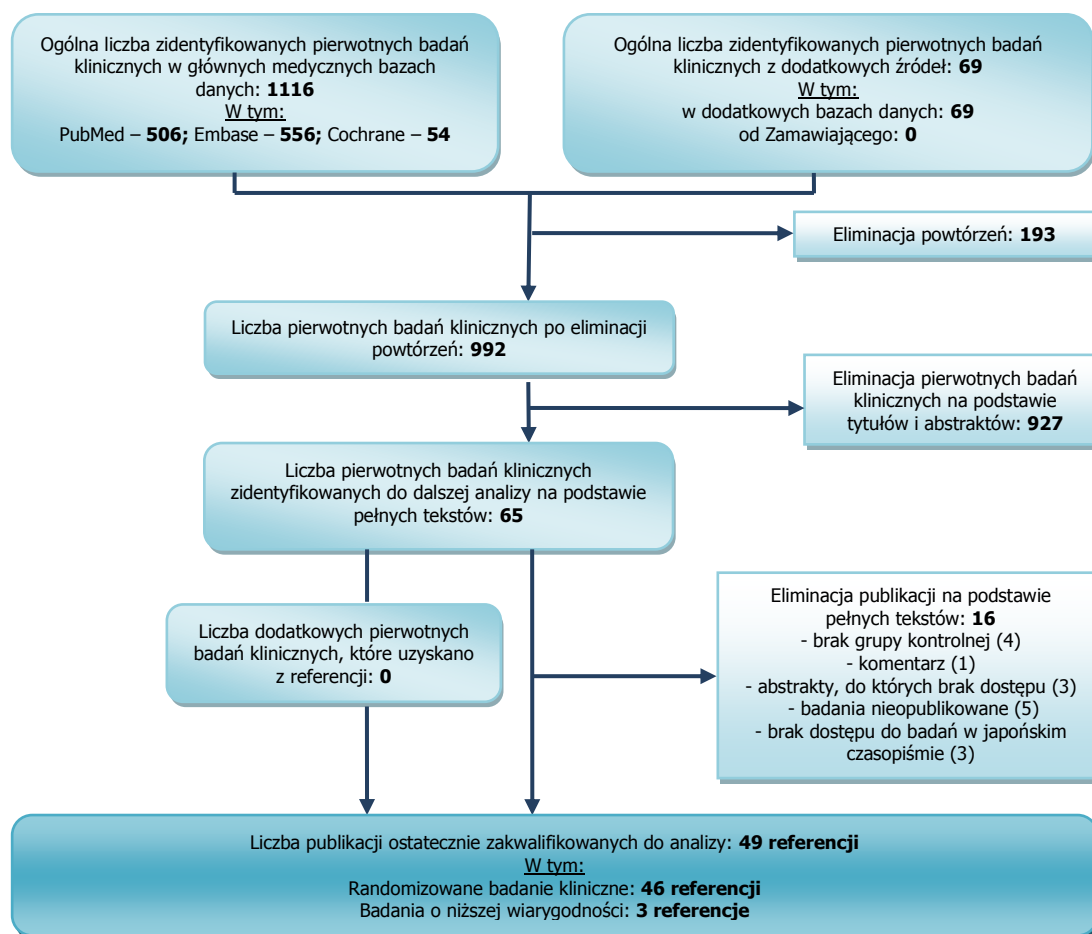 Ogólna liczba zidentyfikowanych pierwotnych badań
klinicznych w głównych medycznych bazach
danych: 1116
W tym:
PubMed – 506; Embase – 556; Cochrane – 54
Ogólna liczba zidentyfikowanych pierwotnych badań
klinicznych z dodatkowych źródeł: 69
W tym:
w dodatkowych bazach danych: 69
od Zamawiającego: 0
Eliminacja powtórzeń: 193
Liczba pierwotnych badań klinicznych po eliminacji
powtórzeń: 992
Eliminacja pierwotnych badań
klinicznych na podstawie
tytułów i abstraktów: 927
Liczba pierwotnych badań klinicznych
zidentyfikowanych do dalszej analizy na podstawie
pełnych tekstów: 65
Liczba dodatkowych pierwotnych
badań klinicznych, które uzyskano
z referencji: 0
Eliminacja publikacji na podstawie
pełnych tekstów: 16
- brak grupy kontrolnej (4)
- komentarz (1)
- abstrakty, do których brak dostępu (3)
- badania nieopublikowane (5)
- brak dostępu do badań w japońskim
czasopiśmie (3)
Liczba publikacji ostatecznie zakwalifikowanych do analizy: 49 referencji
W tym:
Randomizowane badanie kliniczne: 46 referencji
Badania o niższej wiarygodności: 3 referencje